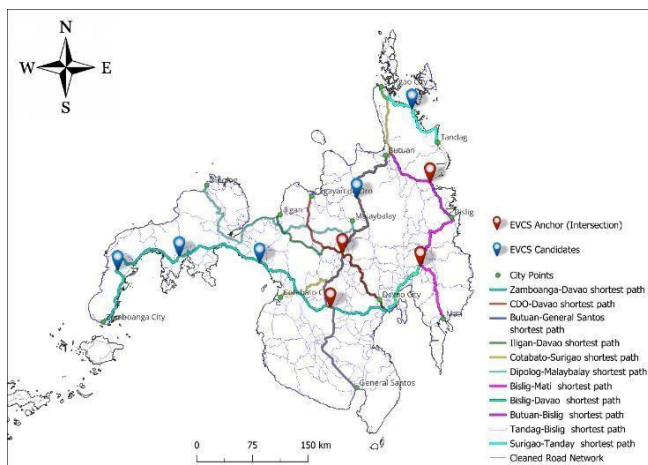 N
W E
S
Tandag
Butuan
Malaybalay
Iligan
Bislig
Davao City
Mati
General Santos
0 75 150 km
EVCS Anchor (Intersection)
EVCS Candidates
City Points
Zamboanga-Davao shortest path
CDO-Davao shortest path
Butuan-General Santos
shortest path
Iligan-Davao shortest path
Cotabato-Surigao shortest path
Dipolog-Malaybalay shortest path
Bislig-Mati shortest path
Bislig-Davao shortest path
Butuan-Bislig shortest path
Tandag-Bislig shortest path
Surigao-Tanday shortest path
Cleaned Road Network